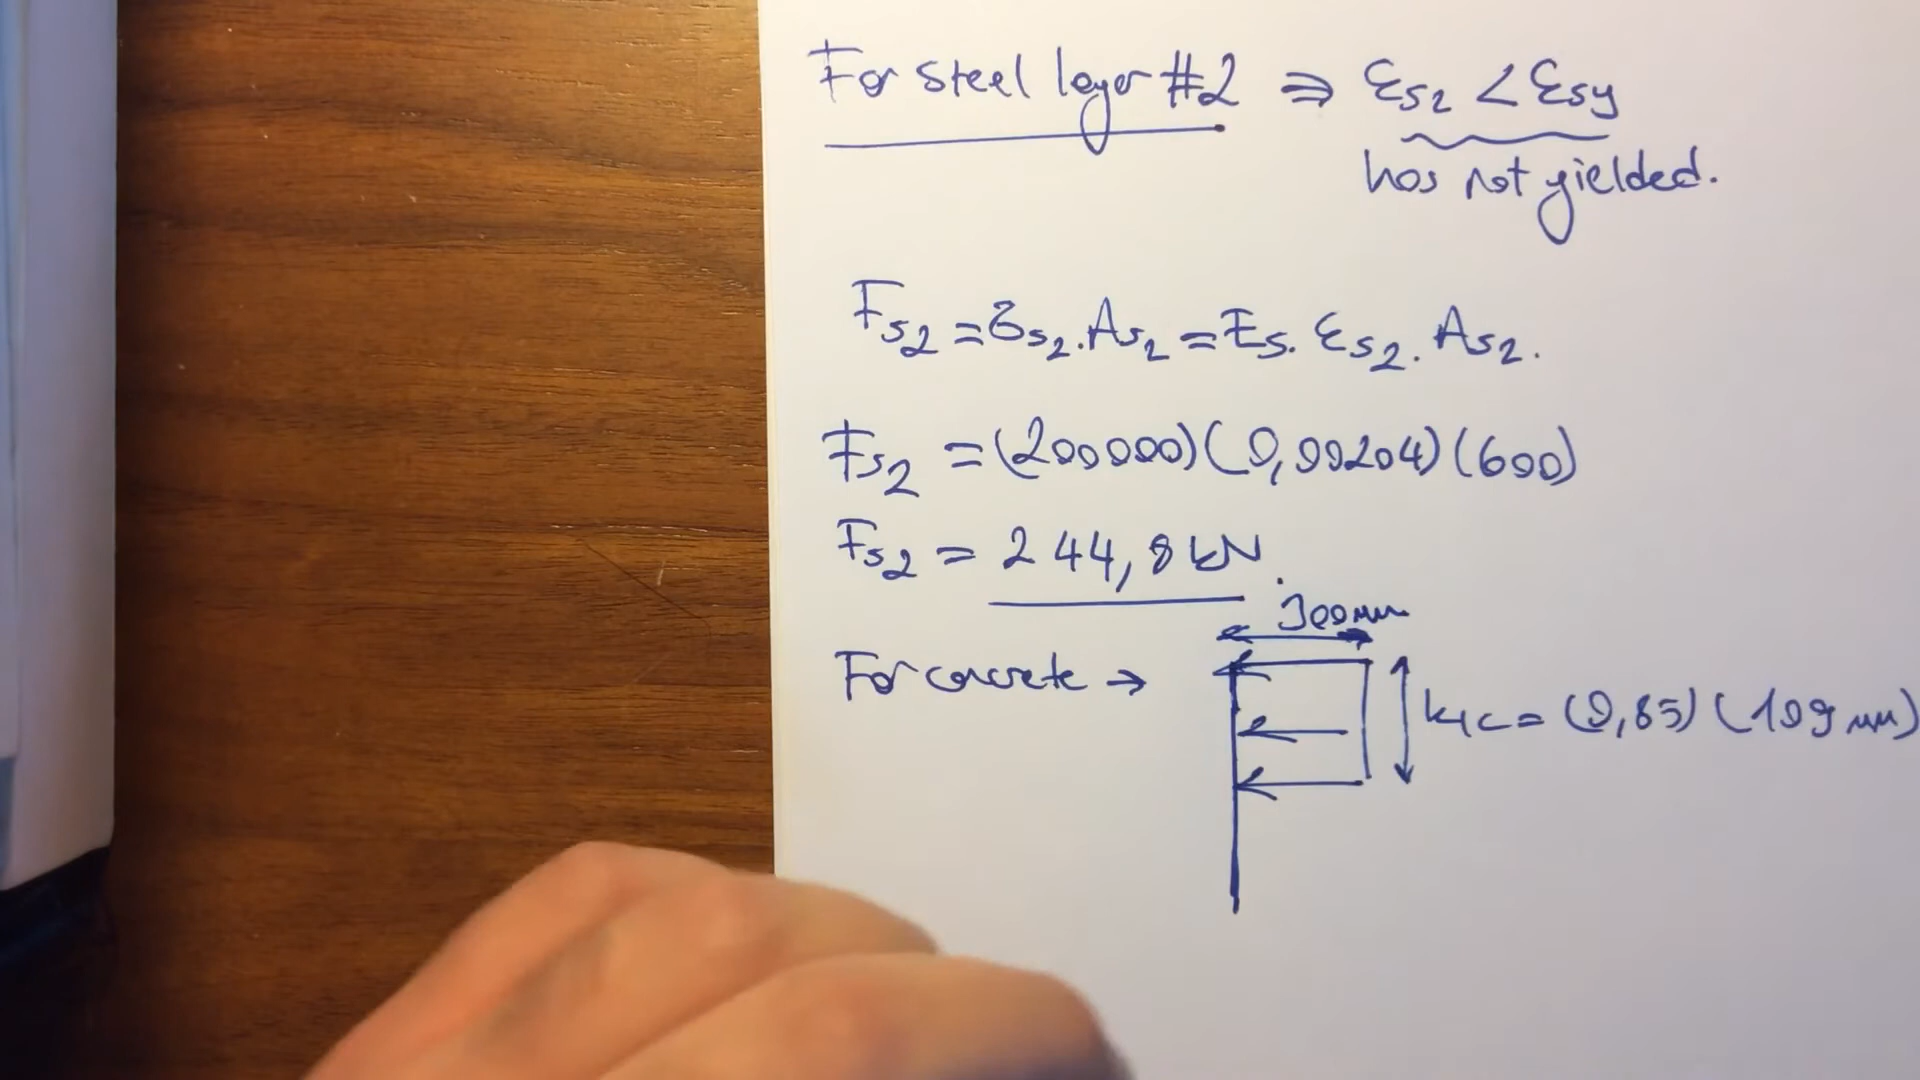 For steel layer #2 ⇒ εs2 < εsy
has not yielded.
Fs2 = σs2 . As2 = Es . εs2 . As2 .
Fs2 = (200000) (0,00204) (600)
Fs2 = 244,8 kN .
300mm
For concrete → k1c = (0,85) (109 mm)